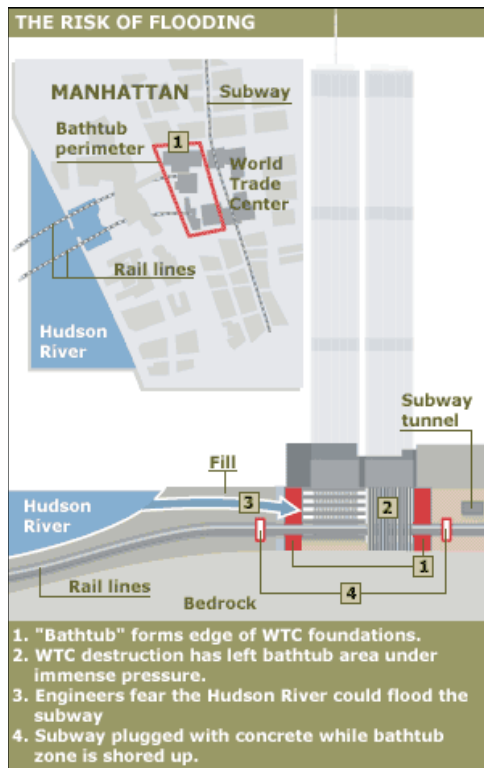 THE RISK OF FLOODING
MANHATTAN
Subway
Bathtub
perimeter
1
World
Trade
Center
Rail lines
Hudson
River
Subway
tunnel
Fill
Hudson
River
3
2
1
4
Rail lines
Bedrock
1. "Bathtub" forms edge of WTC foundations.
2. WTC destruction has left bathtub area under
immense pressure.
3. Engineers fear the Hudson River could flood the
subway
4. Subway plugged with concrete while bathtub
zone is shored up.